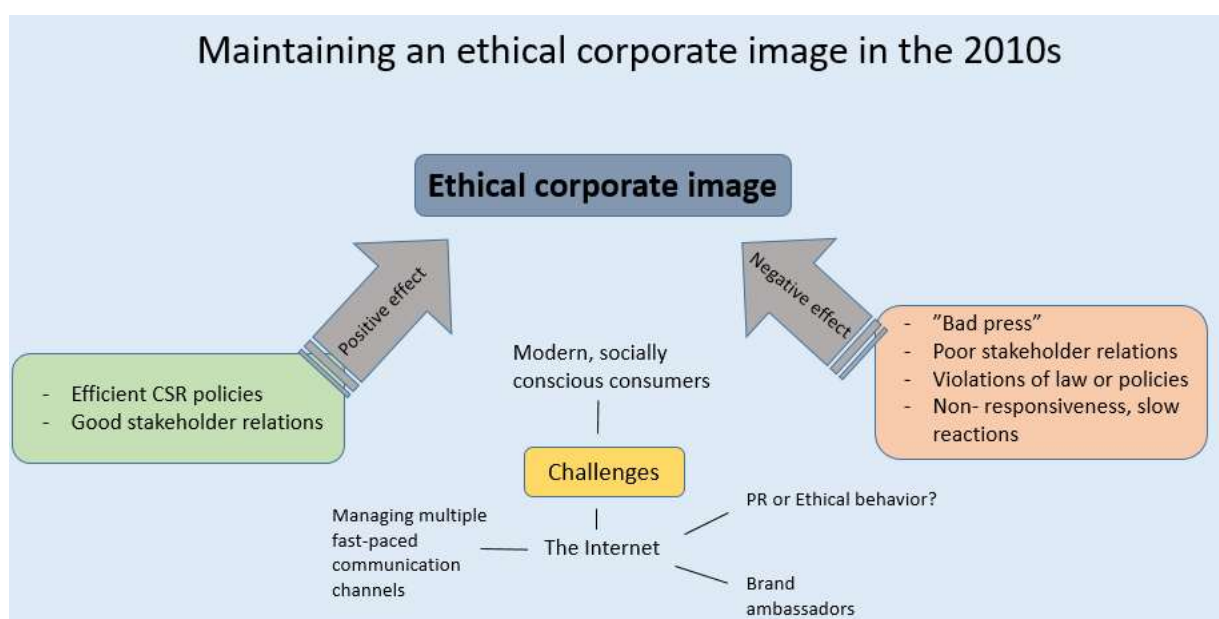 Maintaining an ethical corporate image in the 2010s
Ethical corporate image
Positive effect
Negative effect
- Efficient CSR policies
- Good stakeholder relations
- ”Bad press”
- Poor stakeholder relations
- Violations of law or policies
- Non- responsiveness, slow
reactions
Modern, socially
conscious consumers
Challenges
The Internet
Managing multiple
fast-paced
communication
channels
PR or Ethical behavior?
Brand
ambassadors